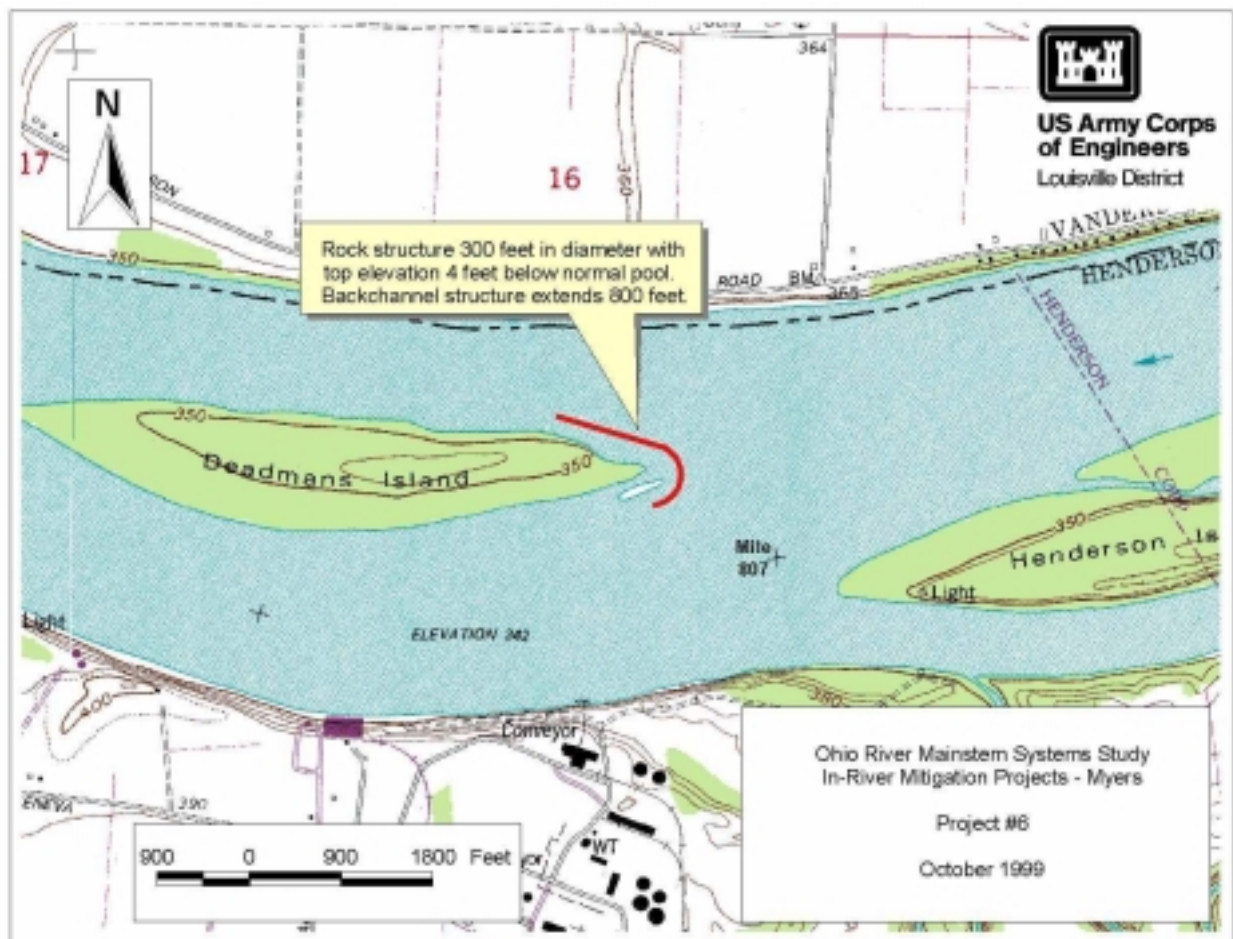 364
N
US Army Corps
of Engineers
Louisville District
17
16
360
Rock structure 300 feet in diameter with
top elevation 4 feet below normal pool.
Backchannel structure extends 800 feet.
350
ROAD BM
365
HENDERSON
350
Deadmans Island
350
350
Henderson
Light
Mile
807
ELEVATION 342
Light
400
350
Conveyor
390
WT
900 0 900 1800 Feet
Ohio River Mainstem Systems Study
In-River Mitigation Projects - Myers
Project #6
October 1999